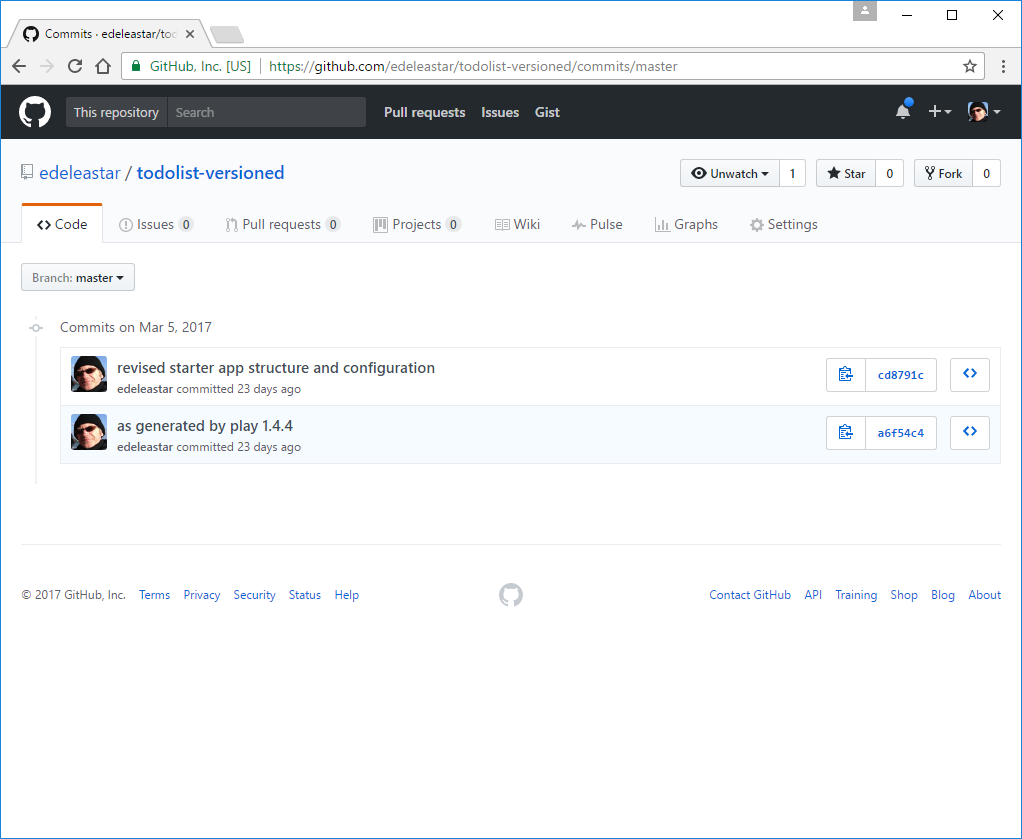 Commits · edeleastar/tod
GitHub, Inc. [US] https://github.com/edeleastar/todolist-versioned/commits/master
This repository Search Pull requests Issues Gist
edeleastar / todolist-versioned Unwatch 1 Star 0 Fork 0
Code Issues 0 Pull requests 0 Projects 0 Wiki Pulse Graphs Settings
Branch: master
Commits on Mar 5, 2017
revised starter app structure and configuration
edeleastar committed 23 days ago
cd8791c
as generated by play 1.4.4
edeleastar committed 23 days ago
a6f54c4
© 2017 GitHub, Inc. Terms Privacy Security Status Help Contact GitHub API Training Shop Blog About